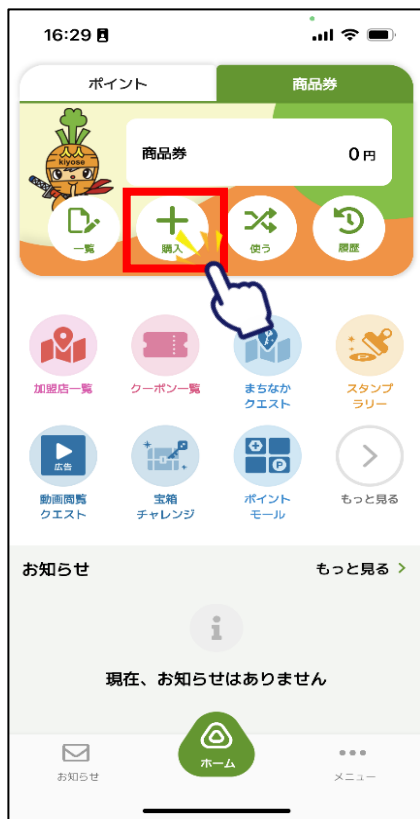 16:29
ポイント
商品券
kiyose
商品券
0円
一覧
購入
使う
履歴
加盟店一覧
クーポン一覧
まちなか
クエスト
スタンプ
ラリー
広告
P
動画閲覧
クエスト
宝箱
チャレンジ
ポイント
モール
もっと見る
お知らせ
もっと見る
現在、お知らせはありません
お知らせ
ホーム
メニュー